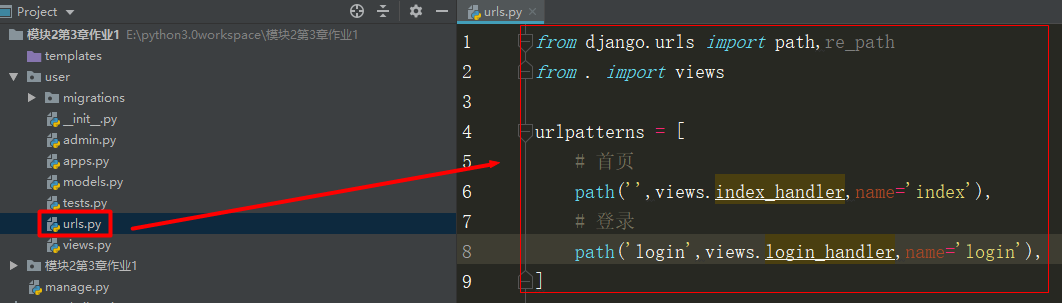 Project
模块2第3章作业1 E:\python3.0workspace\模块2第3章作业1
templates
user
migrations
__init__.py
admin.py
apps.py
models.py
tests.py
urls.py
views.py
模块2第3章作业1
manage.py
urls.py
1 from django.urls import path,re_path
2 from . import views
3
4 urlpatterns = [
5 # 首页
6 path('',views.index_handler,name='index'),
7 # 登录
8 path('login',views.login_handler,name='login'),
9 ]